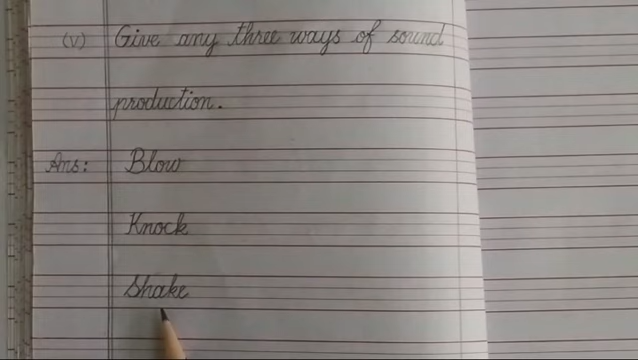 (v) Give any three ways of sound
production.
Ans: Blow
Knock
Shake